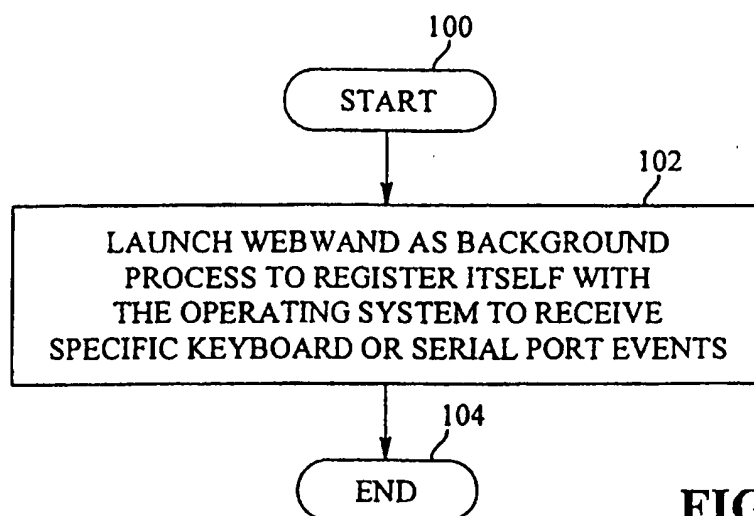 100
START
102
LAUNCH WEBWAND AS BACKGROUND
PROCESS TO REGISTER ITSELF WITH
THE OPERATING SYSTEM TO RECEIVE
SPECIFIC KEYBOARD OR SERIAL PORT EVENTS
104
END
FIG